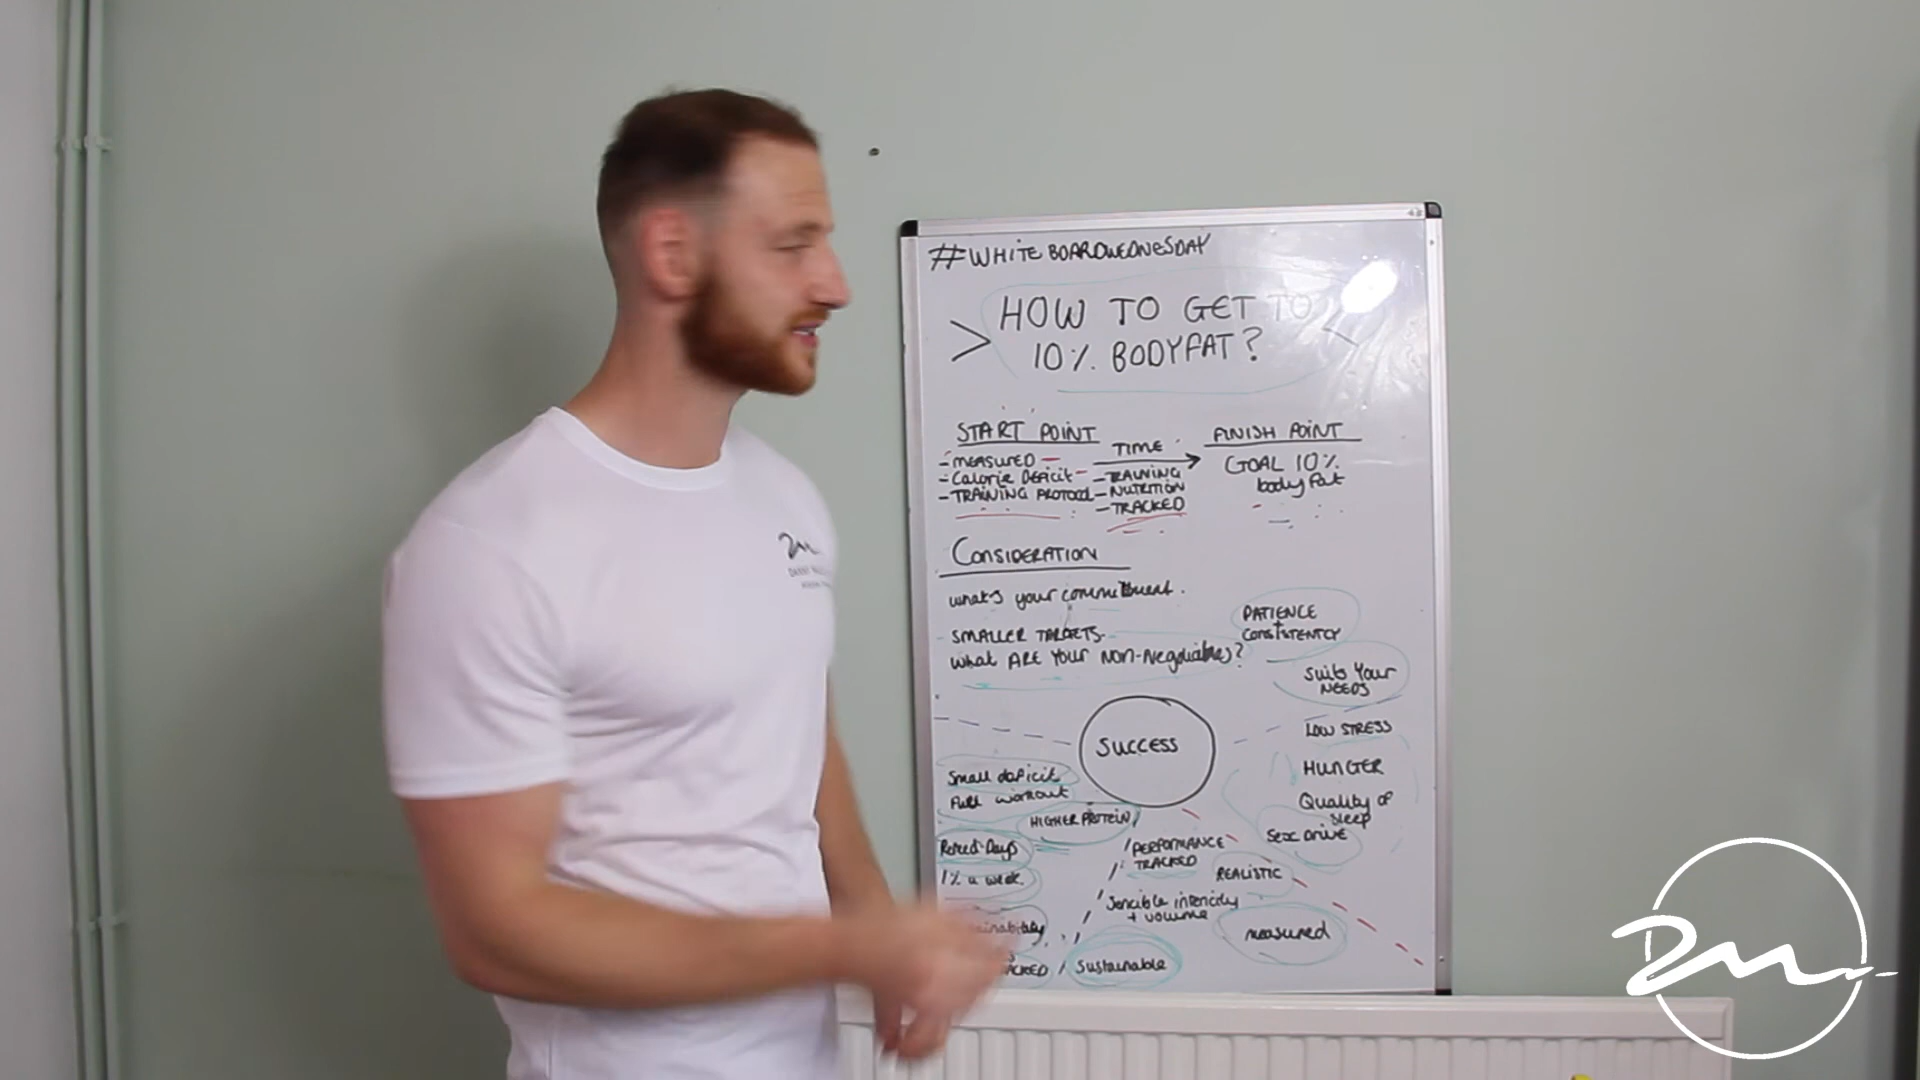 #WHITEBOARDWEDNESDAY
HOW TO GET TO
10% BODYFAT?
START POINT
- MEASURED
- Calorie Deficit
- TRAINING PROTOCOL
TIME
- TRAINING
- NUTRITION
- TRACKED
FINISH POINT
GOAL 10%
body fat
CONSIDERATION
what's your commitment.
SMALLER TARGETS.
What ARE YOUR NON-Negotiables?
PATIENCE
+
CONSISTENCY
Suits Your
NEEDS
LOW STRESS
HUNGER
Quality of
Sleep
Sex Drive
SUCCESS
Small deficit
Full workout
HIGHER PROTEIN
Refeed Days
1% a week
PERFORMANCE
TRACKED
REALISTIC
Sencible intencity
+ volume
measured
Sustainable